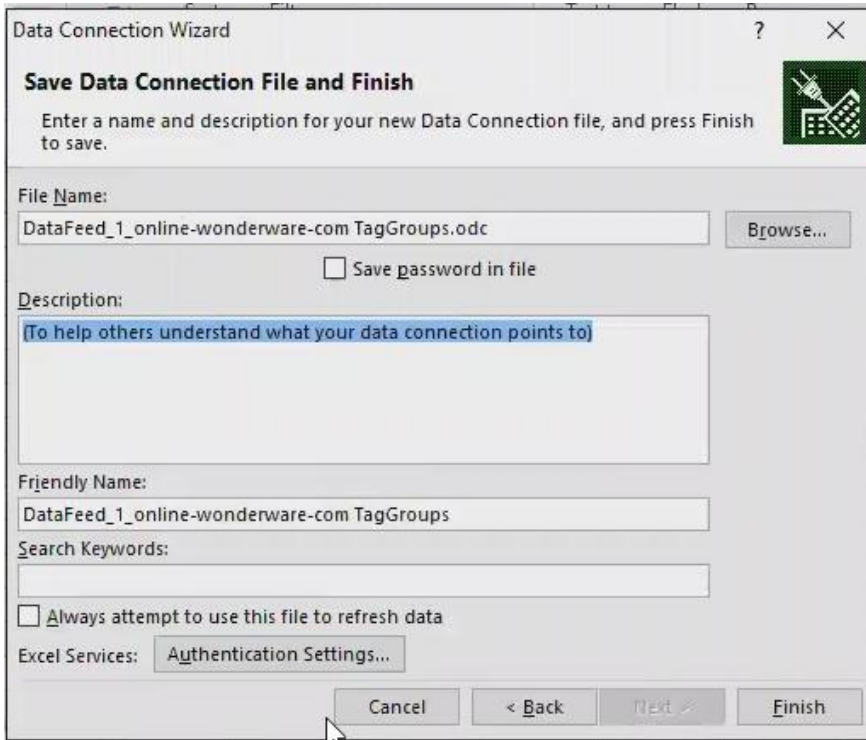 Data Connection Wizard
?
Save Data Connection File and Finish
Enter a name and description for your new Data Connection file, and press Finish
to save.
File Name:
DataFeed_1_online-wonderware-com TagGroups.odc
Browse...
Save password in file
Description:
(To help others understand what your data connection points to)
Friendly Name:
DataFeed_1_online-wonderware-com TagGroups
Search Keywords:
Always attempt to use this file to refresh data
Excel Services:
Authentication Settings...
Cancel
< Back
Next >
Finish